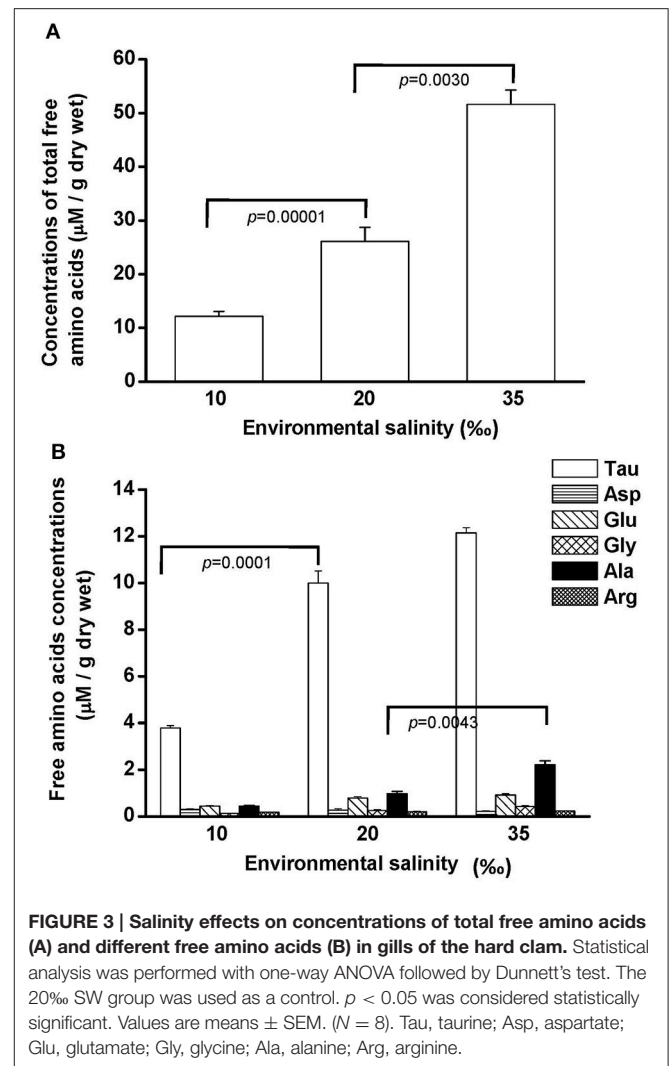 A
Concentrations of total free
amino acids (µM / g dry wet)
60
50
40
30
20
10
0
p=0.0030
p=0.00001
10 20 35
Environmental salinity (‰)
B
Free amino acids concentrations
(µM / g dry wet)
14
12
10
8
6
4
2
0
p=0.0001
p=0.0043
Tau
Asp
Glu
Gly
Ala
Arg
10 20 35
Environmental salinity (‰)
FIGURE 3 | Salinity effects on concentrations of total free amino acids
(A) and different free amino acids (B) in gills of the hard clam. Statistical
analysis was performed with one-way ANOVA followed by Dunnett's test. The
20‰ SW group was used as a control. p < 0.05 was considered statistically
significant. Values are means ± SEM. (N = 8). Tau, taurine; Asp, aspartate;
Glu, glutamate; Gly, glycine; Ala, alanine; Arg, arginine.